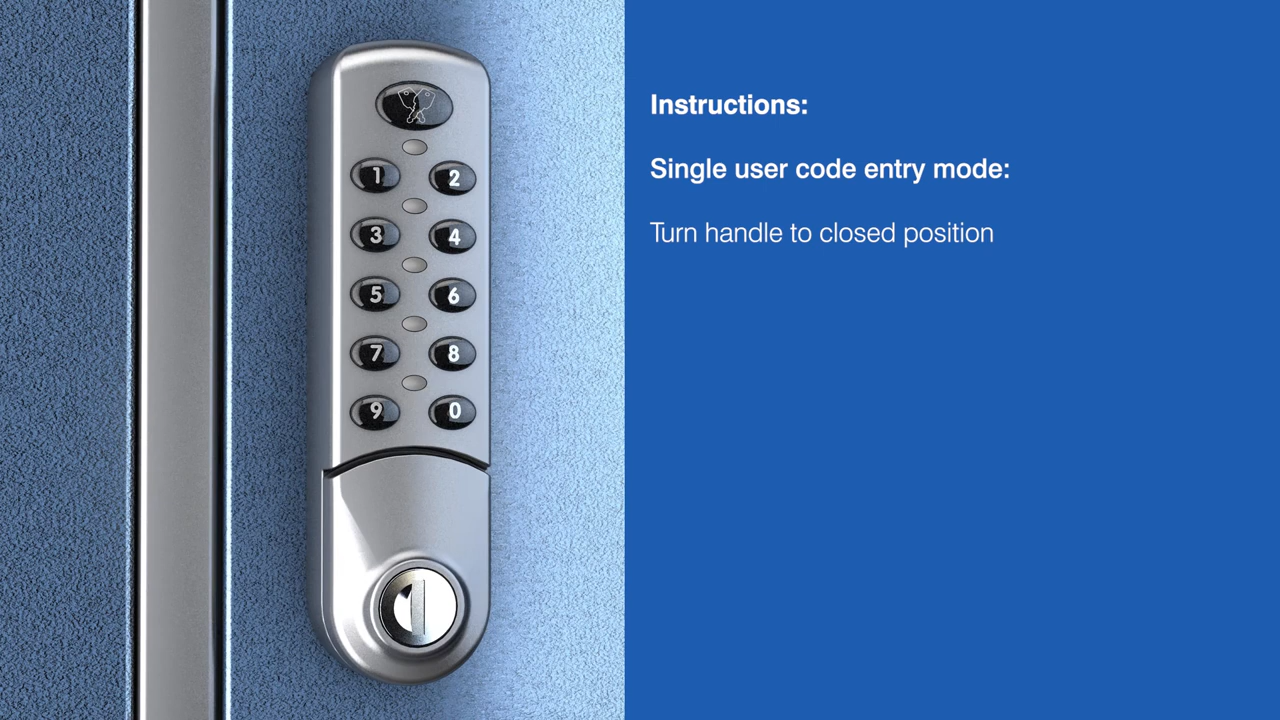 1 2
3 4
5 6
7 8
9 0
Instructions:
Single user code entry mode:
Turn handle to closed position